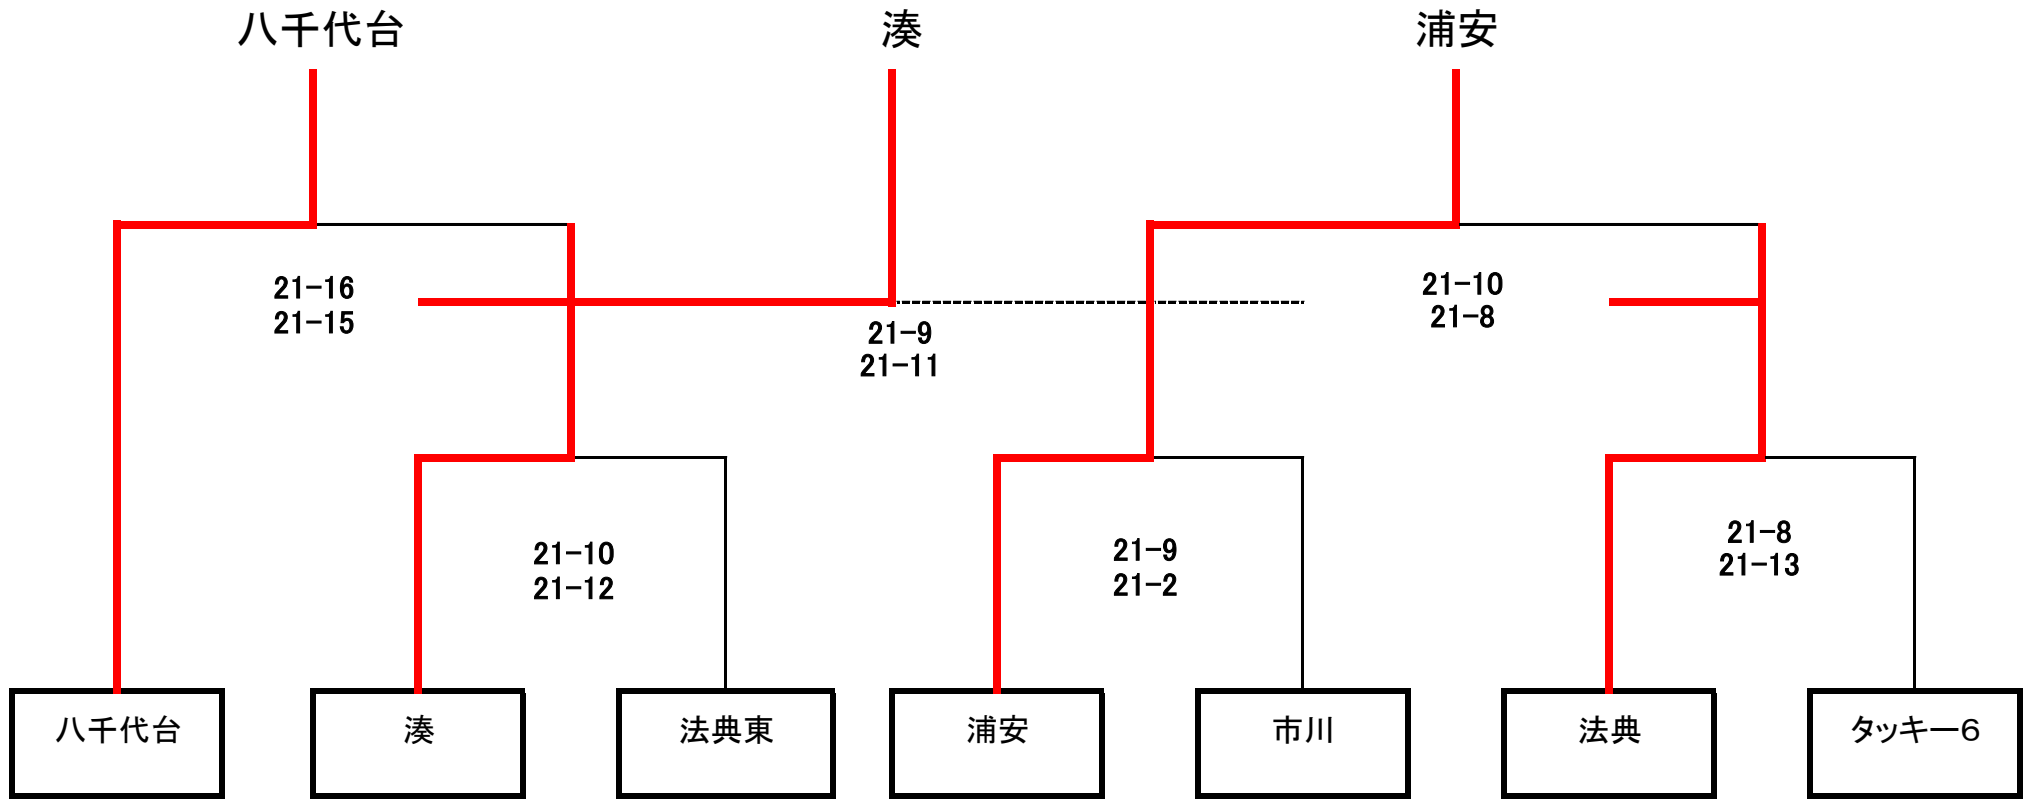 八千代台
湊
浦安
21-16
21-15
21-9
21-11
21-10
21-8
21-10
21-12
21-9
21-2
21-8
21-13
八千代台
湊
法典東
浦安
市川
法典
タッキー6